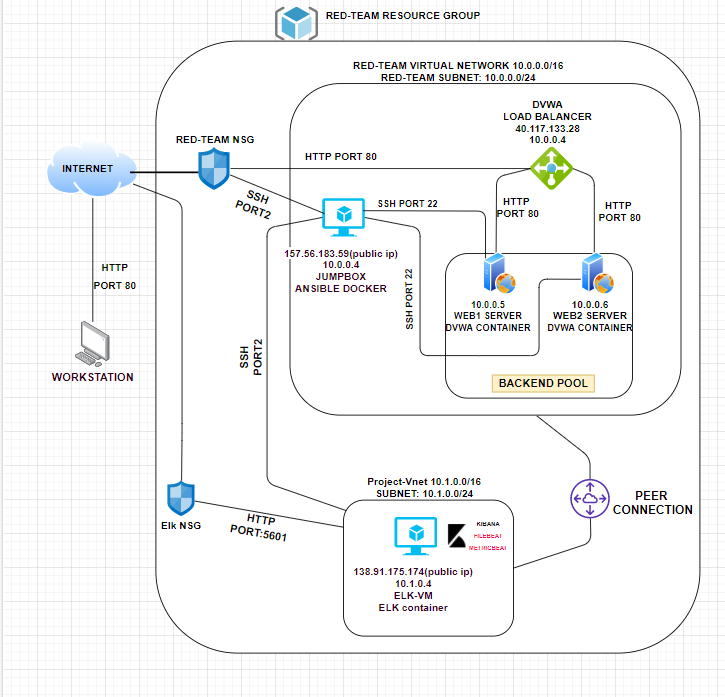 RED-TEAM RESOURCE GROUP
RED-TEAM VIRTUAL NETWORK 10.0.0.0/16
RED-TEAM SUBNET: 10.0.0.0/24
DVWA
LOAD BALANCER
40.117.133.28
10.0.0.4
RED-TEAM NSG
INTERNET
HTTP PORT 80
SSH
PORT2
SSH PORT 22
HTTP
PORT 80
HTTP
PORT 80
157.56.183.59(public ip)
10.0.0.4
JUMPBOX
ANSIBLE DOCKER
SSH PORT 22
HTTP
PORT 80
10.0.0.5
WEB1 SERVER
DVWA CONTAINER
10.0.0.6
WEB2 SERVER
DVWA CONTAINER
WORKSTATION
SSH
PORT2
BACKEND POOL
Project-Vnet 10.1.0.0/16
SUBNET: 10.1.0.0/24
PEER
CONNECTION
Elk NSG
HTTP
PORT:5601
KIBANA
FILEBEAT
METRICBEAT
138.91.175.174(public ip)
10.1.0.4
ELK-VM
ELK container